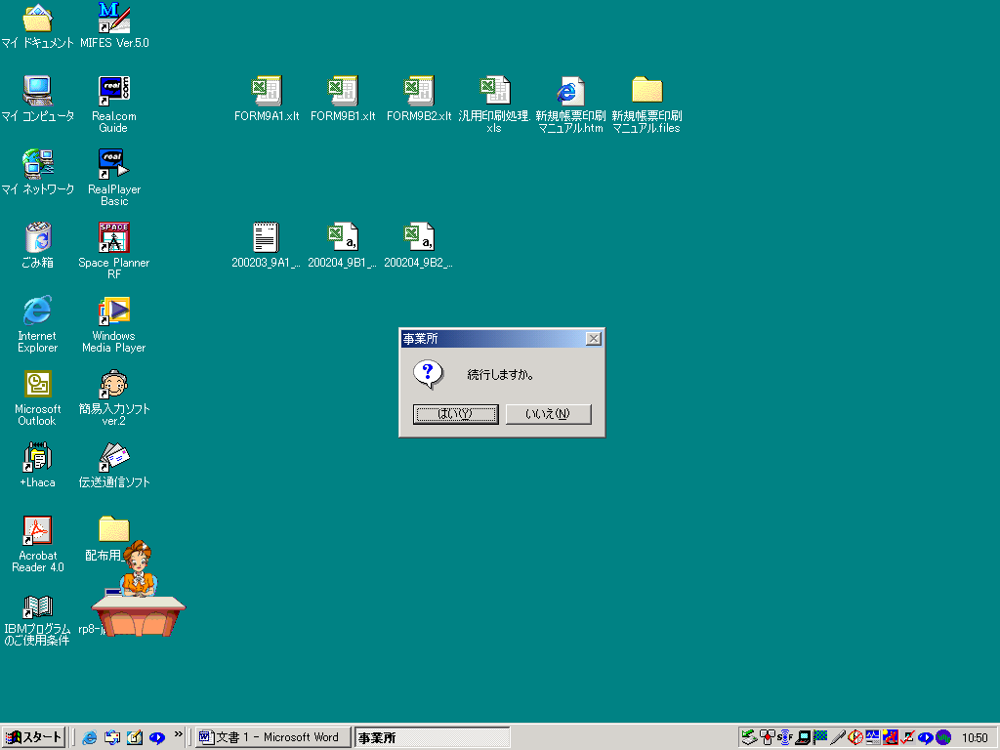 マイ ドキュメント
MIFES Ver.5.0
マイ コンピュータ
Real.com
Guide
FORM9A1.xlt
FORM9B1.xlt
FORM9B2.xlt
汎用印刷処理.
xls
新規帳票印刷
マニュアル.htm
新規帳票印刷
マニュアル.files
マイ ネットワーク
RealPlayer
Basic
ごみ箱
Space Planner
RF
200203_9A1_...
200204_9B1_...
200204_9B2_...
Internet
Explorer
Windows
Media Player
事業所
続行しますか。
はい(Y)
いいえ(N)
Microsoft
Outlook
簡易入力ソフト
ver.2
+Lhaca
伝送通信ソフト
Acrobat
Reader 4.0
配布用_
IBMプログラム
のご使用条件
rp8-j
スタート
文書 1 - Microsoft Word
事業所
10:50